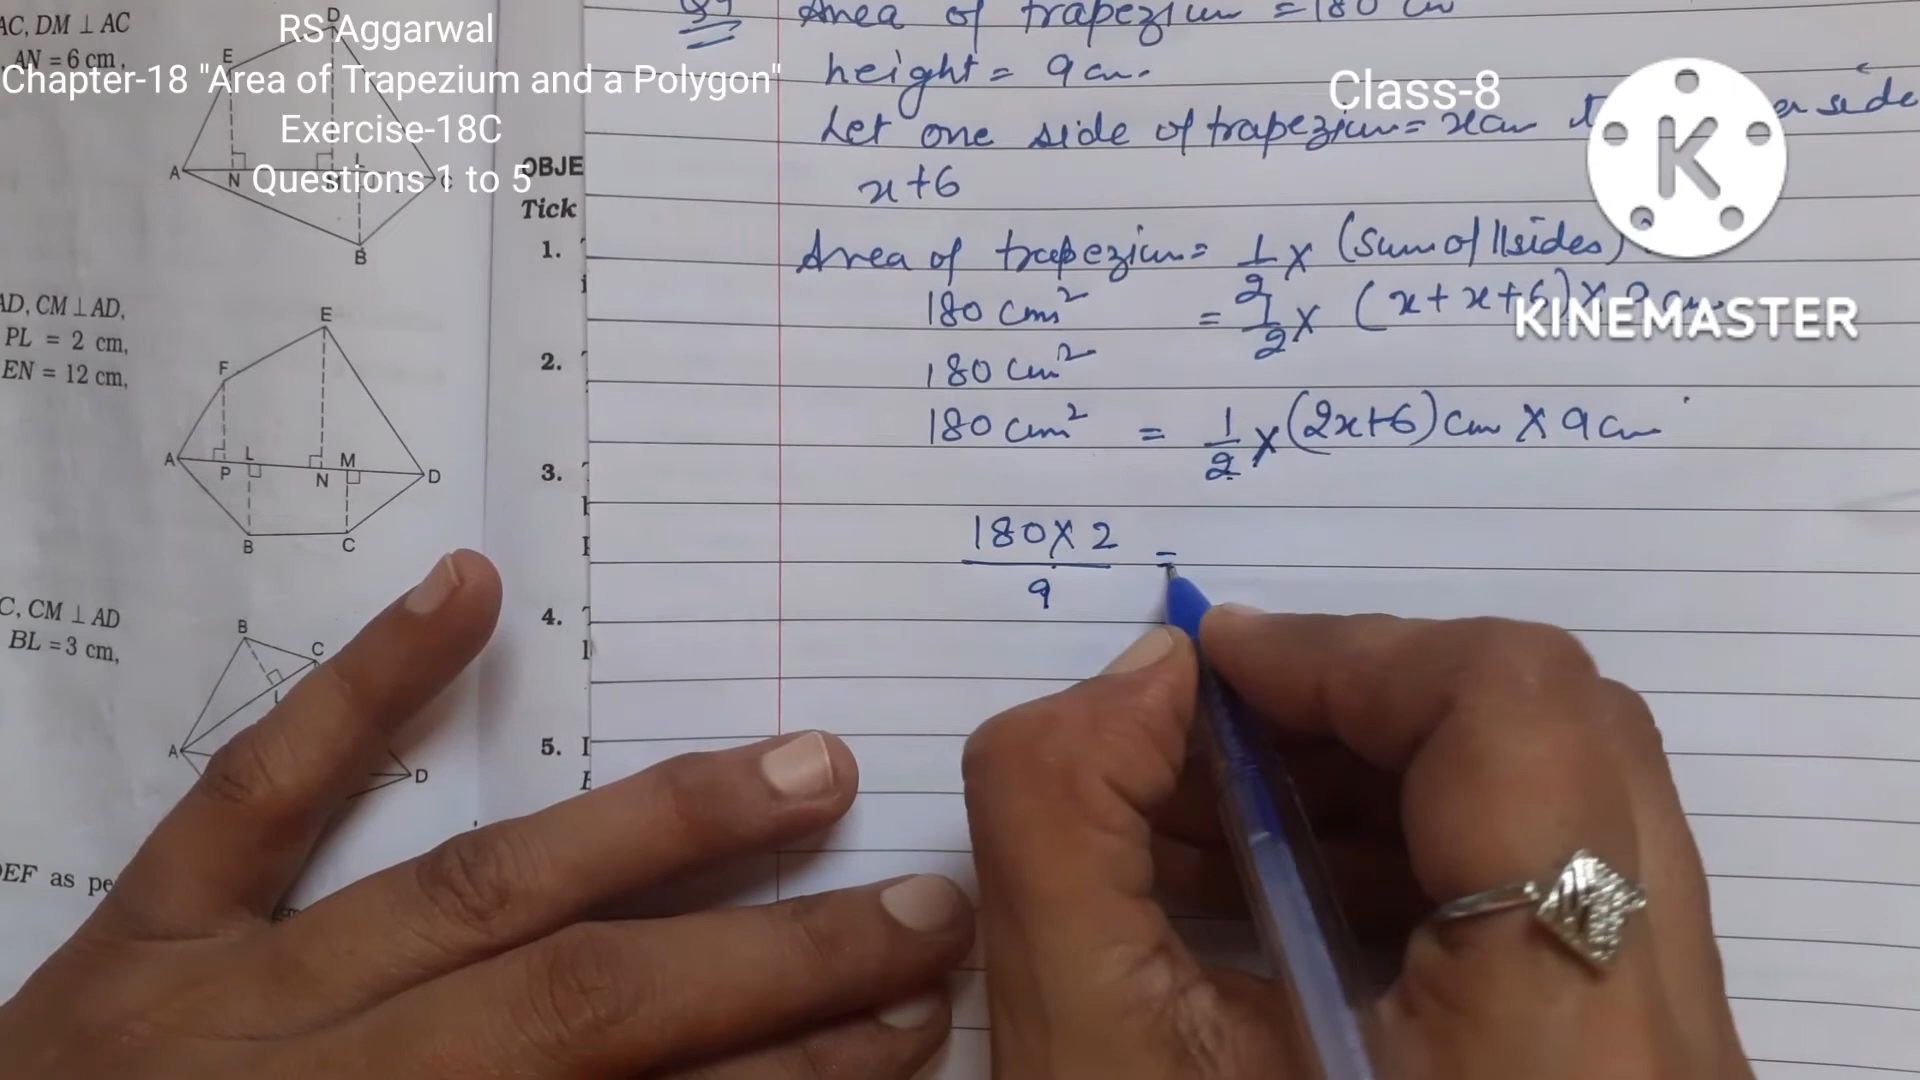 AC, DM ⊥ AC
AN = 6 cm,
RS Aggarwal
Chapter-18 "Area of Trapezium and a Polygon"
Exercise-18C
Questions 1 to 5
D
E
A
N
C
B
AD, CM ⊥ AD,
PL = 2 cm,
EN = 12 cm,
E
F
A
P
L
N
M
D
B
C
C, CM ⊥ AD
BL = 3 cm,
B
C
L
A
D
EF as pe
OBJE
Tick
1.
2.
3.
4.
5.
Area of trapezium = 180 cm
height = 9 cm.
Class-8
Let one side of trapezium = x cm
side
x+6
K
Area of trapezium = 1/2 × (Sum of ||sides)
180 cm² = 1/2 × (x + x + 6) × 9 cm
KINEMASTER
180 cm²
180 cm² = 1/2 × (2x+6) cm × 9 cm
180 × 2 / 9 =